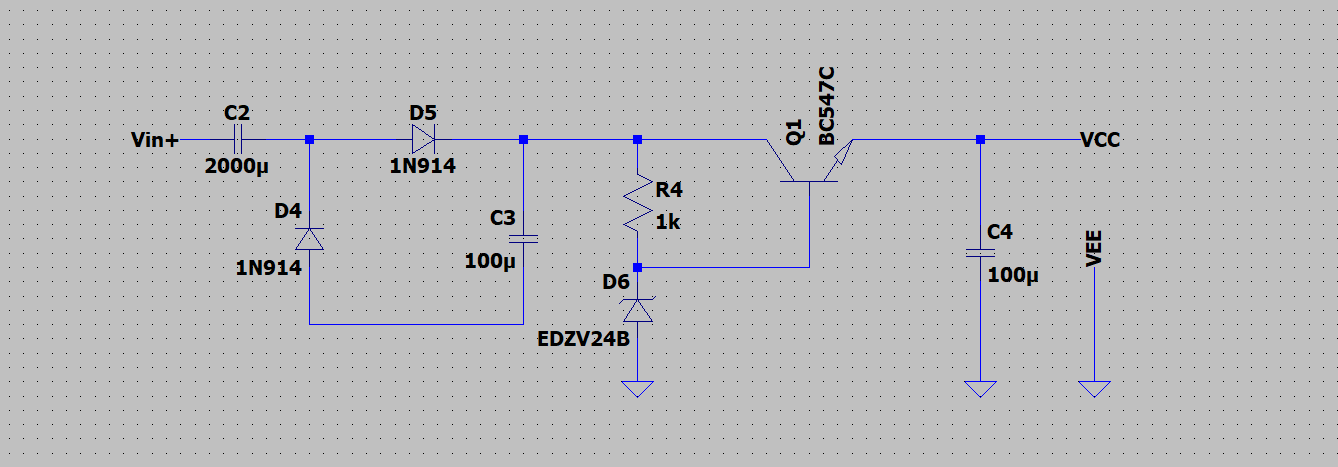 C2
D5
Vin+
2000µ
1N914
Q1
BC547C
VCC
D4
1N914
C3
100µ
R4
1k
D6
EDZV24B
C4
100µ
VEE